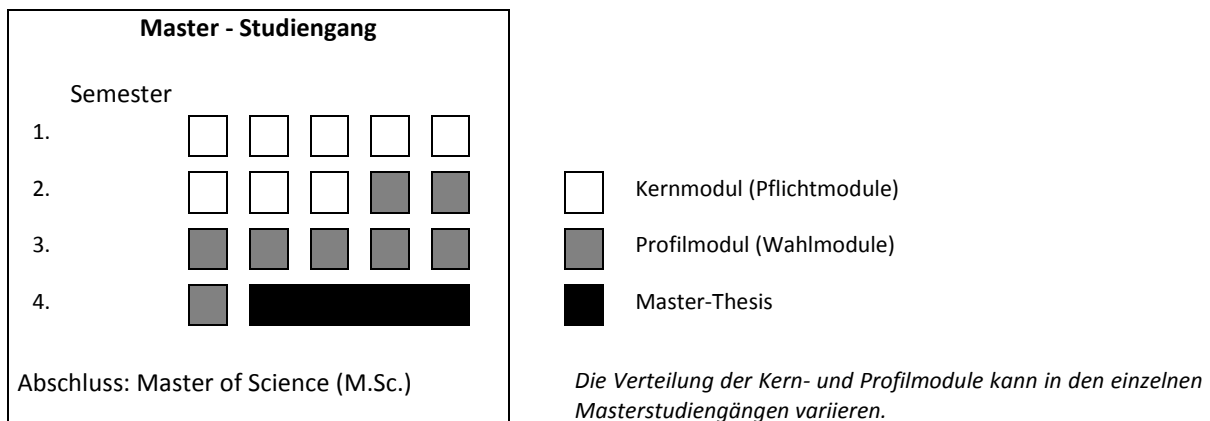 Master - Studiengang
Semester
1.
2.
3.
4.
Abschluss: Master of Science (M.Sc.)
Kernmodul (Pflichtmodule)
Profilmodul (Wahlmodule)
Master-Thesis
Die Verteilung der Kern- und Profilmodule kann in den einzelnen
Masterstudiengängen variieren.